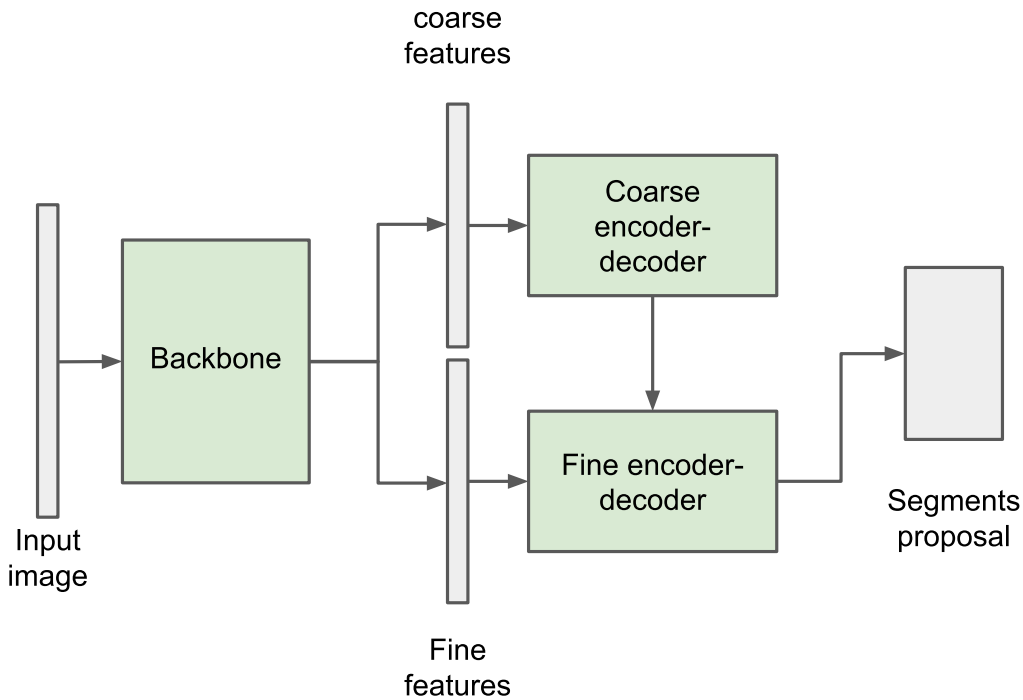 coarse
features
Coarse
encoder-
decoder
Backbone
Fine encoder-
decoder
Segments
proposal
Input
image
Fine
features